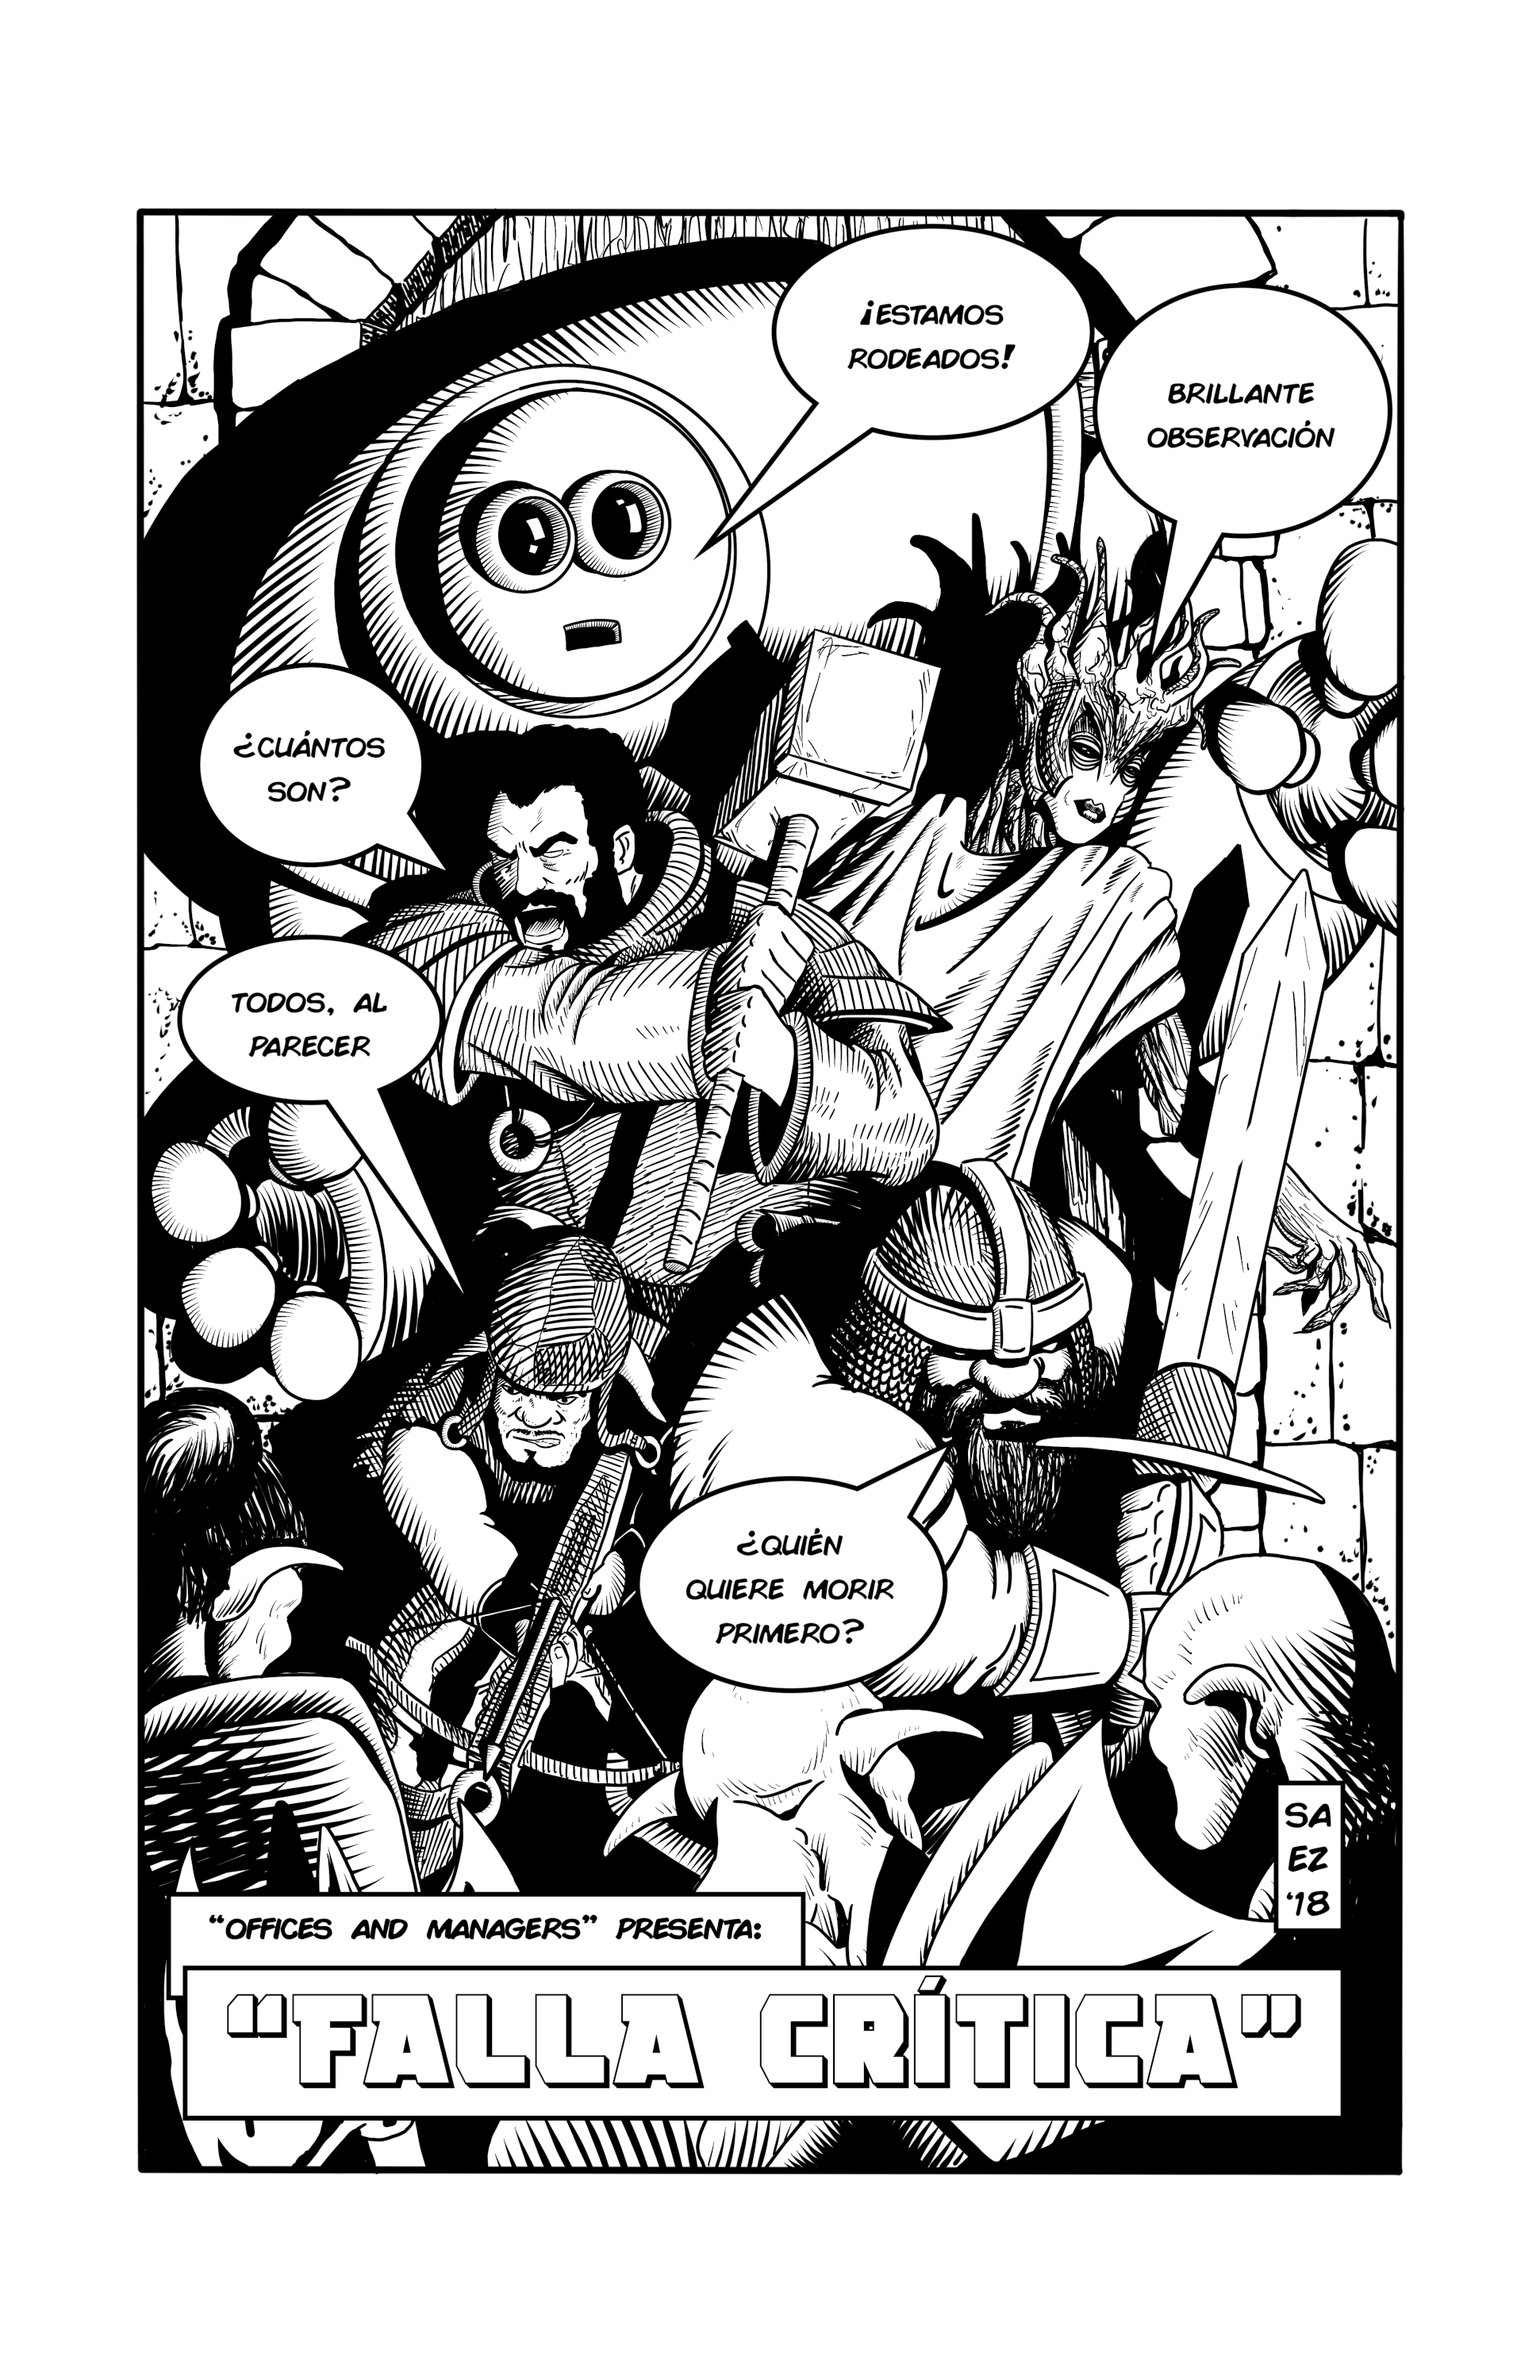 ¡ESTAMOS
RODEADOS!
BRILLANTE
OBSERVACIÓN
¿CUÁNTOS
SON?
TODOS, AL
PARECER
¿QUIÉN
QUIERE MORIR
PRIMERO?
SA
EZ
'18
"OFFICES AND MANAGERS" PRESENTA:
"FALLA CRÍTICA"